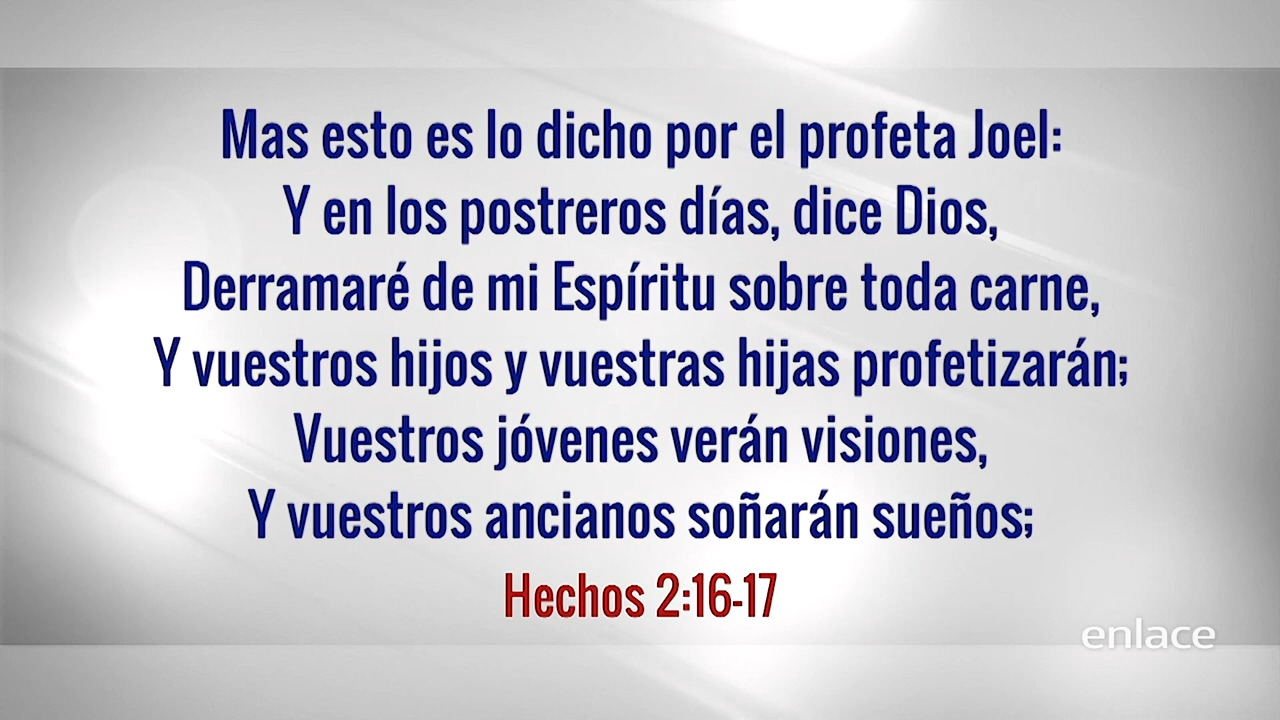 Mas esto es lo dicho por el profeta Joel:
Y en los postreros días, dice Dios,
Derramaré de mi Espíritu sobre toda carne,
Y vuestros hijos y vuestras hijas profetizarán;
Vuestros jóvenes verán visiones,
Y vuestros ancianos soñarán sueños;
Hechos 2:16-17
enlace